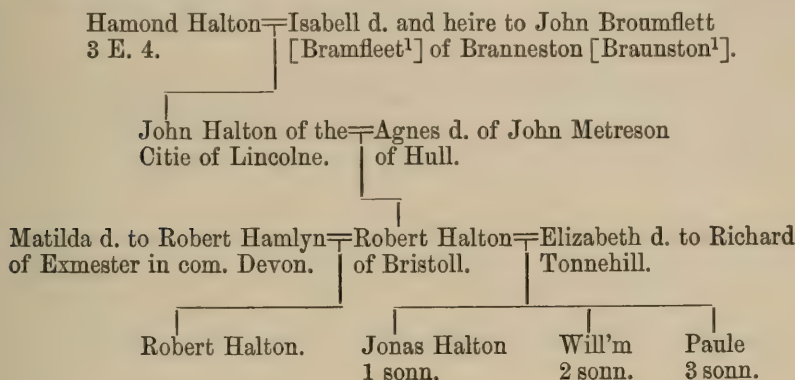 Hamond Halton=Isabell d. and heire to John Broumflett
3 E. 4. [Bramfleet¹] of Branneston [Braunston¹].
John Halton of the=Agnes d. of John Metreson
Citie of Lincolne. of Hull.
Matilda d. to Robert Hamlyn=Robert Halton=Elizabeth d. to Richard
of Exmester in com. Devon. of Bristoll. Tonnehill.
Robert Halton. Jonas Halton Will'm Paule
1 sonn. 2 sonn. 3 sonn.